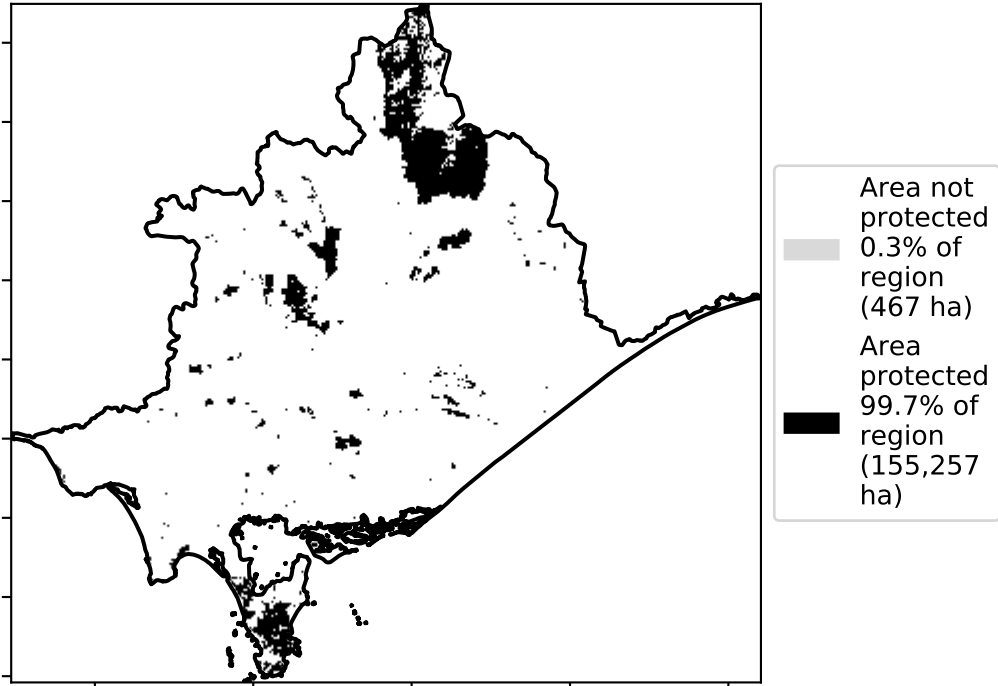 Area not
protected
0.3% of
region
(467 ha)
Area
protected
99.7% of
region
(155,257
ha)